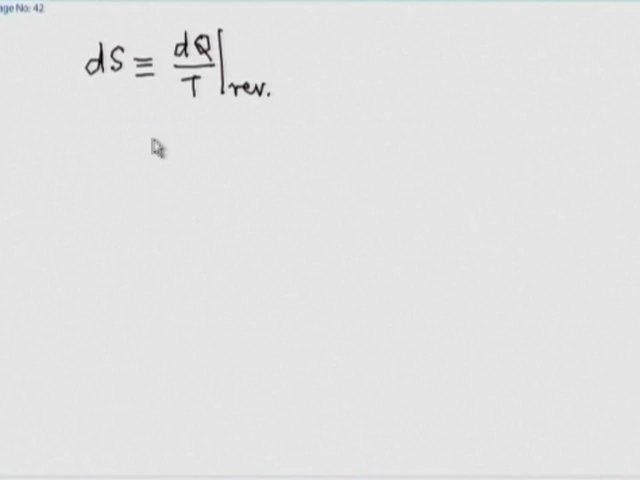 age No: 42
dS ≡ dQ/T |rev.